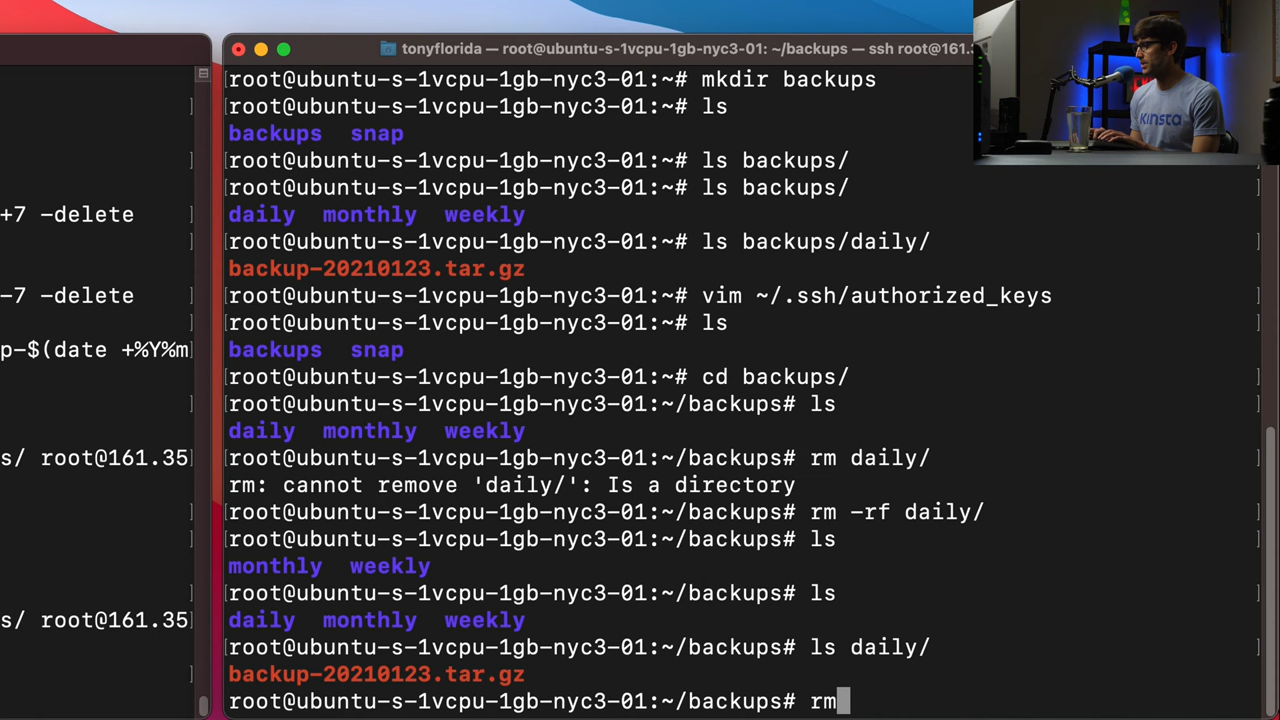 tonyflorida — root@ubuntu-s-1vcpu-1gb-nyc3-01: ~/backups — ssh root@161.3
[root@ubuntu-s-1vcpu-1gb-nyc3-01:~# mkdir backups
[root@ubuntu-s-1vcpu-1gb-nyc3-01:~# ls
backups snap
[root@ubuntu-s-1vcpu-1gb-nyc3-01:~# ls backups/
[root@ubuntu-s-1vcpu-1gb-nyc3-01:~# ls backups/
daily monthly weekly
[root@ubuntu-s-1vcpu-1gb-nyc3-01:~# ls backups/daily/
backup-20210123.tar.gz
[root@ubuntu-s-1vcpu-1gb-nyc3-01:~# vim ~/.ssh/authorized_keys
[root@ubuntu-s-1vcpu-1gb-nyc3-01:~# ls
backups snap
[root@ubuntu-s-1vcpu-1gb-nyc3-01:~# cd backups/
[root@ubuntu-s-1vcpu-1gb-nyc3-01:~/backups# ls
daily monthly weekly
[root@ubuntu-s-1vcpu-1gb-nyc3-01:~/backups# rm daily/
rm: cannot remove 'daily/': Is a directory
[root@ubuntu-s-1vcpu-1gb-nyc3-01:~/backups# rm -rf daily/
[root@ubuntu-s-1vcpu-1gb-nyc3-01:~/backups# ls
monthly weekly
[root@ubuntu-s-1vcpu-1gb-nyc3-01:~/backups# ls
daily monthly weekly
[root@ubuntu-s-1vcpu-1gb-nyc3-01:~/backups# ls daily/
backup-20210123.tar.gz
root@ubuntu-s-1vcpu-1gb-nyc3-01:~/backups# rm
+7 -delete
-7 -delete
p-$(date +%Y%m
s/ root@161.35
s/ root@161.35
KINSTA